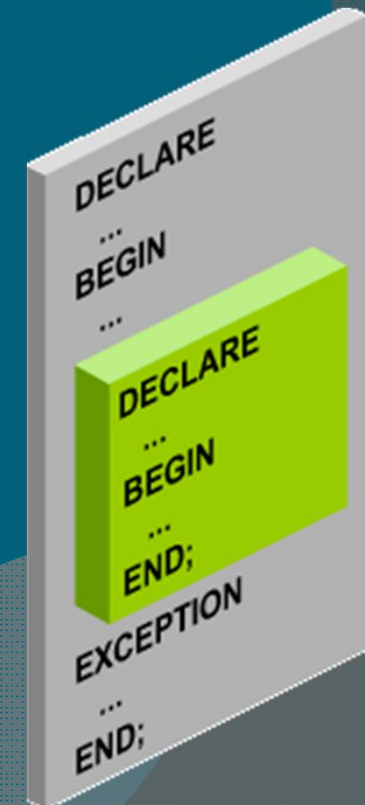 DECLARE
...
BEGIN
...
DECLARE
...
BEGIN
...
END;
EXCEPTION
...
END;